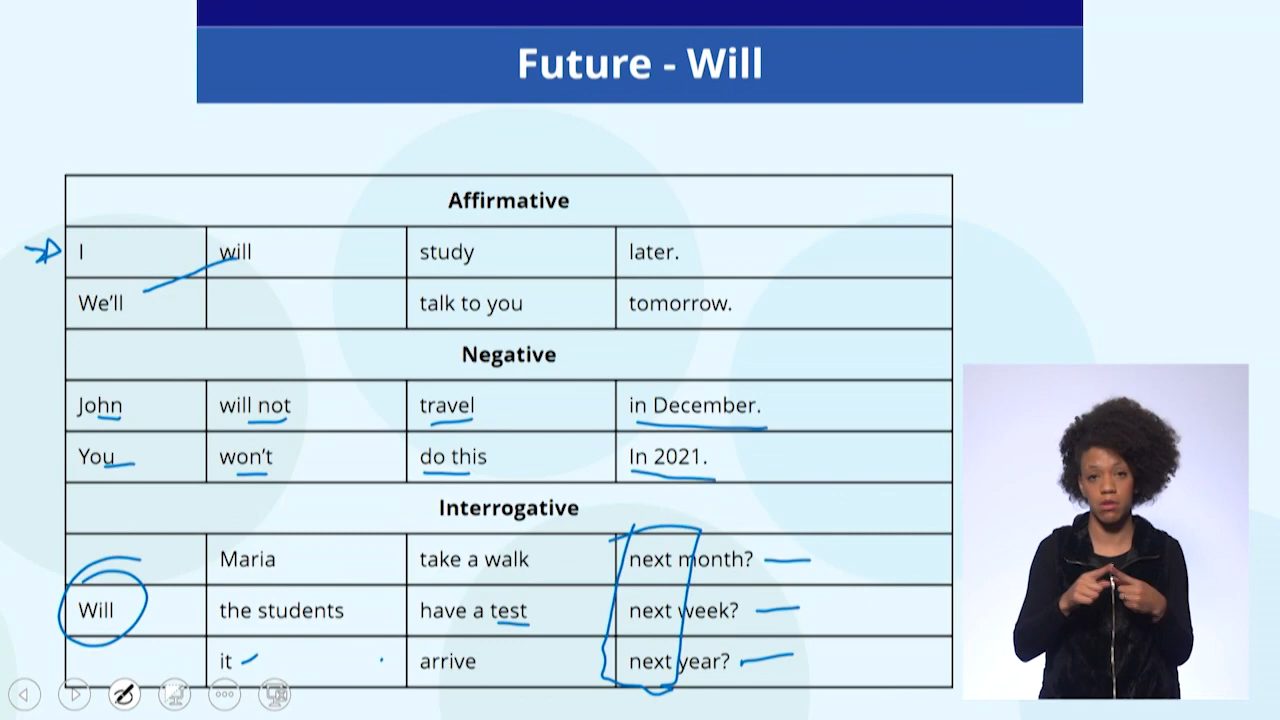 Future - Will
Affirmative
I will study later.
We'll talk to you tomorrow.
Negative
John will not travel in December.
You won't do this In 2021.
Interrogative
Maria take a walk next month?
Will the students have a test next week?
it arrive next year?